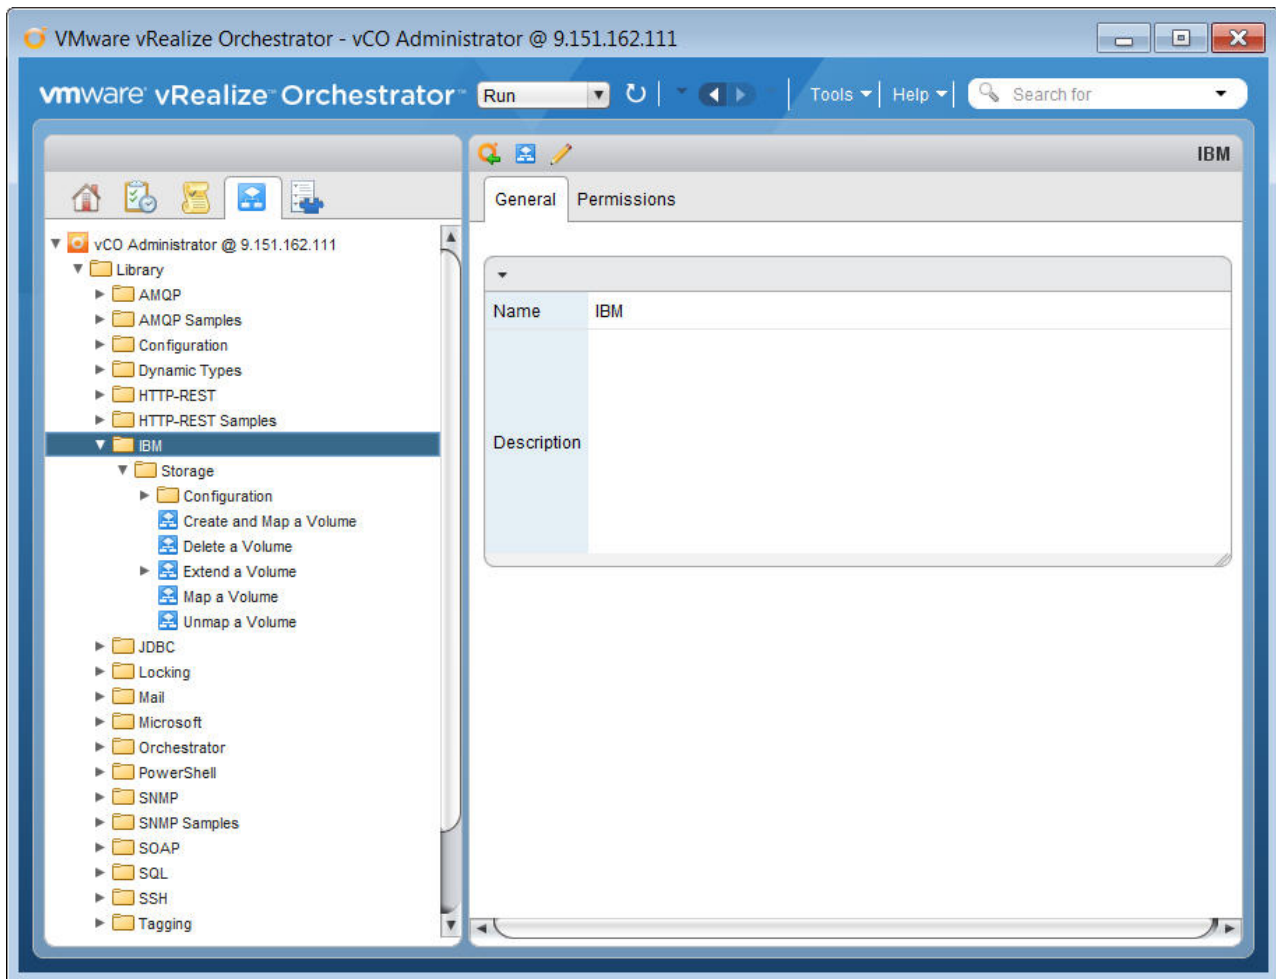 VMware vRealize Orchestrator - vCO Administrator @ 9.151.162.111
vmware vRealize™ Orchestrator™ Run Tools Help Search for
IBM
General Permissions
vCO Administrator @ 9.151.162.111
Library
AMQP
AMQP Samples
Configuration
Dynamic Types
HTTP-REST
HTTP-REST Samples
IBM
Storage
Configuration
Create and Map a Volume
Delete a Volume
Extend a Volume
Map a Volume
Unmap a Volume
JDBC
Locking
Mail
Microsoft
Orchestrator
PowerShell
SNMP
SNMP Samples
SOAP
SQL
SSH
Tagging
Name IBM
Description